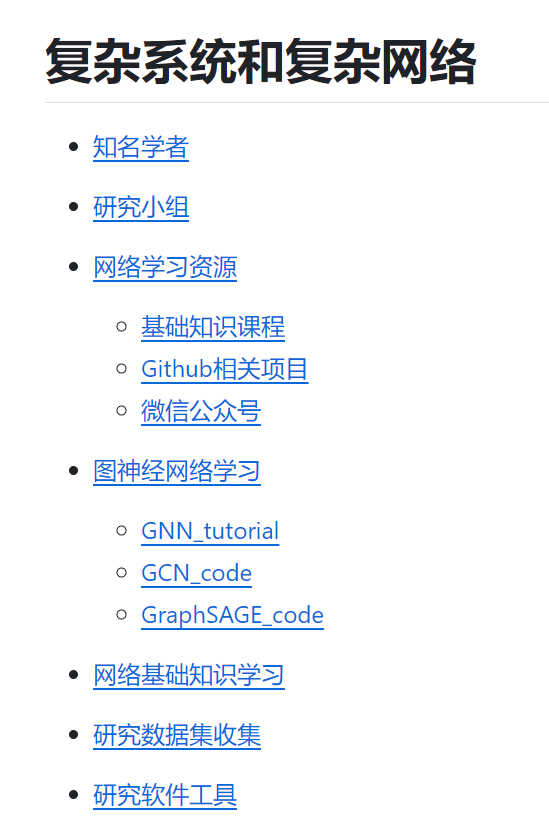 复杂系统和复杂网络
知名学者
研究小组
网络学习资源
基础知识课程
Github相关项目
微信公众号
图神经网络学习
GNN_tutorial
GCN_code
GraphSAGE_code
网络基础知识学习
研究数据集收集
研究软件工具